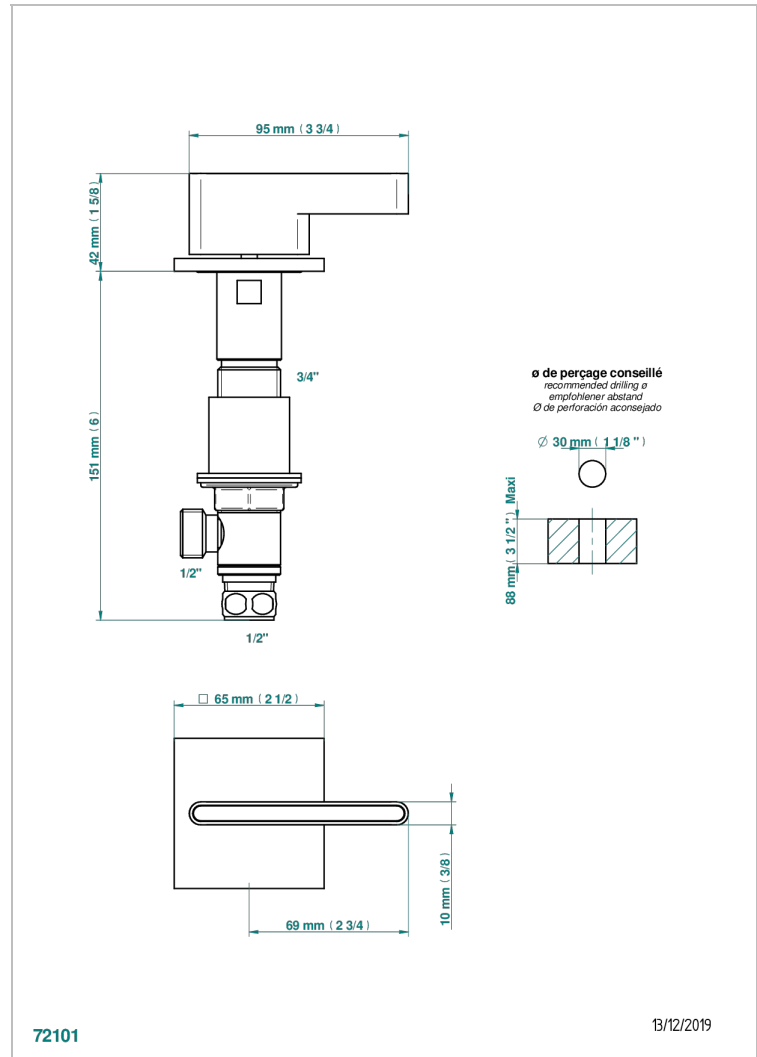 95 mm ( 3 3/4 )
42 mm ( 1 5/8 )
3/4"
151 mm ( 6 )
1/2"
1/2"
ø de perçage conseillé
recommended drilling ø
empfohlener abstand
Ø de perforación aconsejado
∅ 30 mm ( 1 1/8 " )
88 mm ( 3 1/2 " ) Maxi
□ 65 mm ( 2 1/2 )
10 mm ( 3/8 )
69 mm ( 2 3/4 )
13/12/2019
72101